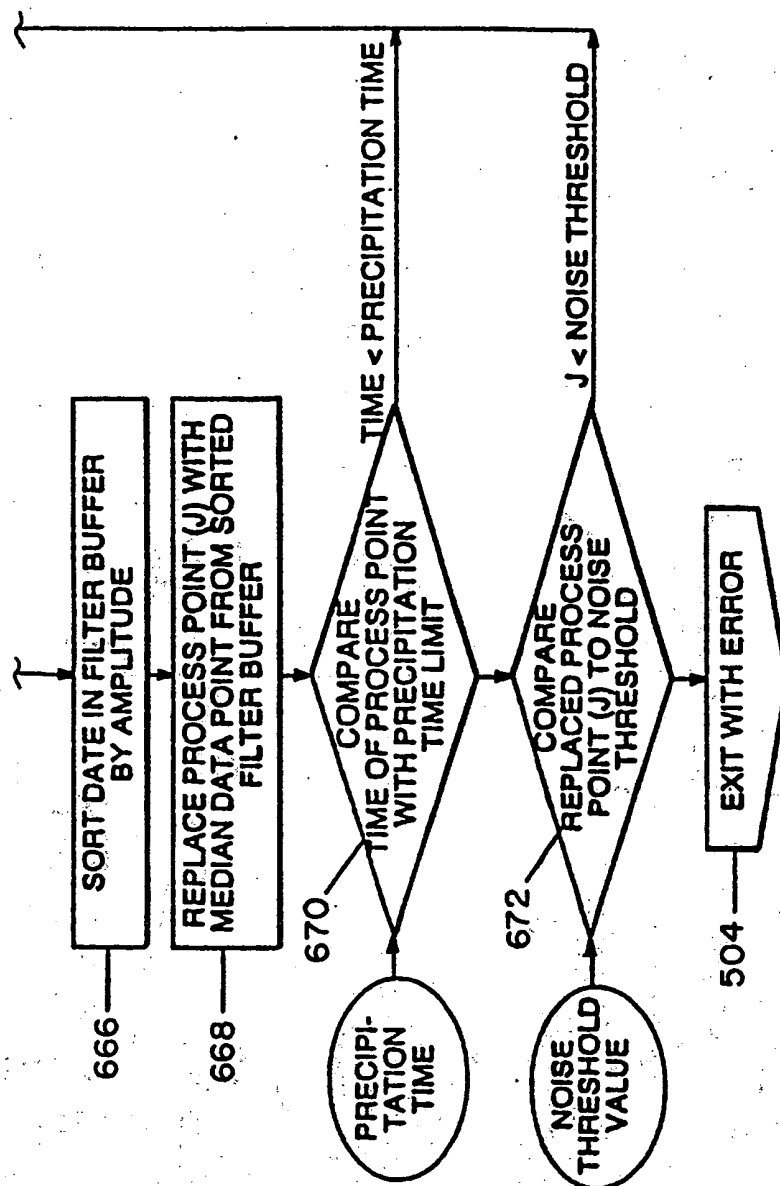 666
SORT DATE IN FILTER BUFFER
BY AMPLITUDE
668
REPLACE PROCESS POINT (J) WITH
MEDIAN DATA POINT FROM SORTED
FILTER BUFFER
PRECIPI-
TATION
TIME
670
COMPARE
TIME OF PROCESS POINT
WITH PRECIPITATION
TIME LIMIT
TIME < PRECIPITATION TIME
NOISE
THRESHOLD
VALUE
672
COMPARE
REPLACED PROCESS
POINT (J) TO NOISE
THRESHOLD
J < NOISE THRESHOLD
504
EXIT WITH ERROR